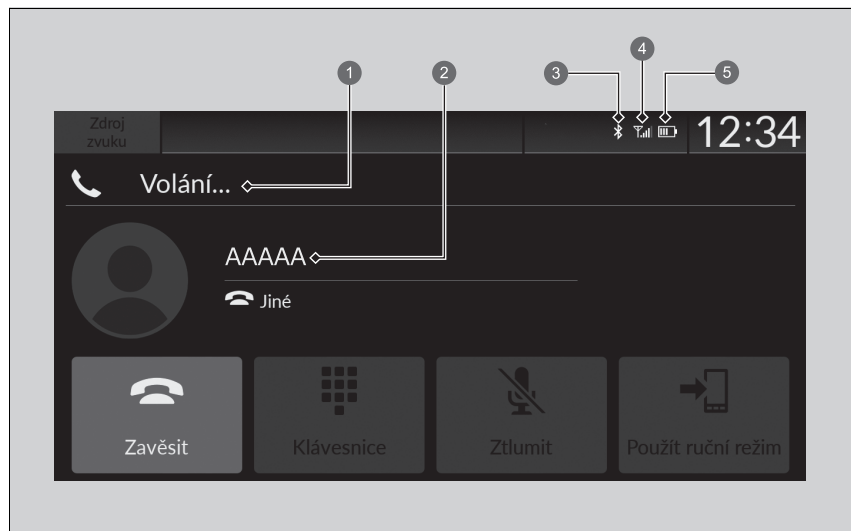 1
2
3
4
5
Zdroj
zvuku
12:34
Volání...
AAAAA
Jiné
Zavěsit
Klávesnice
Ztlumit
Použít ruční režim